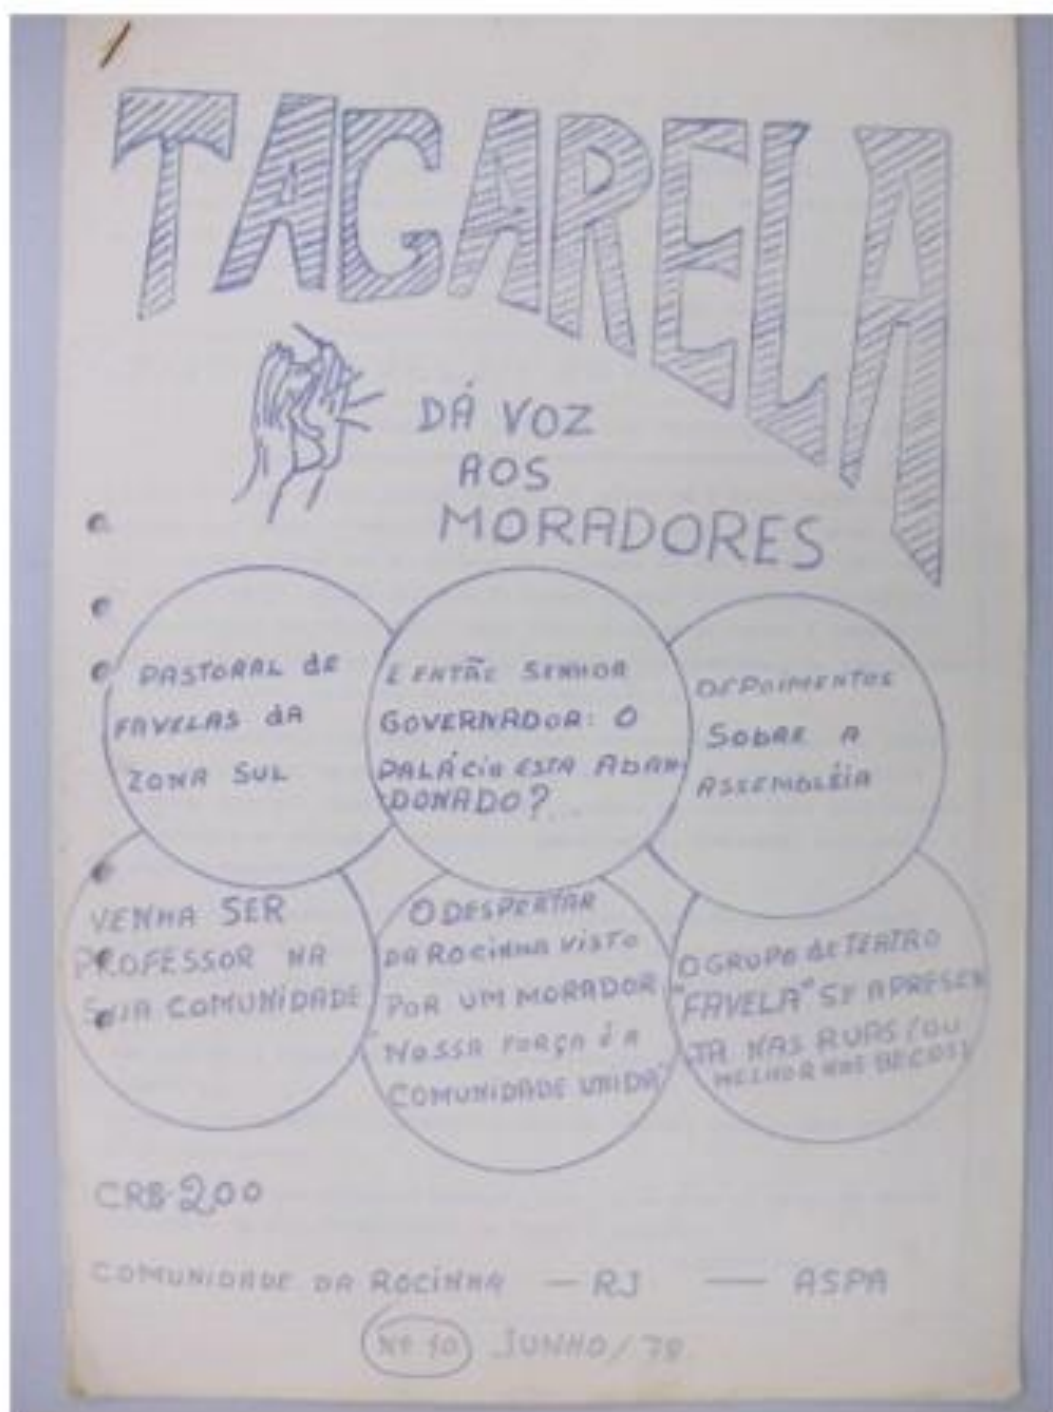 TAGARELA
DÁ VOZ
AOS
MORADORES
PASTORAL dE
FAVELAS dA
ZONA SUL
E ENTÃO SENHOR
GOVERNADOR: O
PALÁCIO ESTA ABAN
DONADO?...
DEPOIMENTOS
SOBRE A
ASSEMBLÉIA
VENHA SER
PROFESSOR NA
SUA COMUNIDADE
O DESPERTAR
DA ROCINHA VISTO
POR UM MORADOR
"NOSSA FORÇA É A
COMUNIDADE UNIDA"
O GRUPO dE TEATRO
"FAVELA" SE APRESEN
TA NAS RUAS (OU
MELHOR NOS BECOS)
CR$ 2,00
COMUNIDADE DA ROCINHA — RJ — ASPA
Nº 10 JUNHO/78